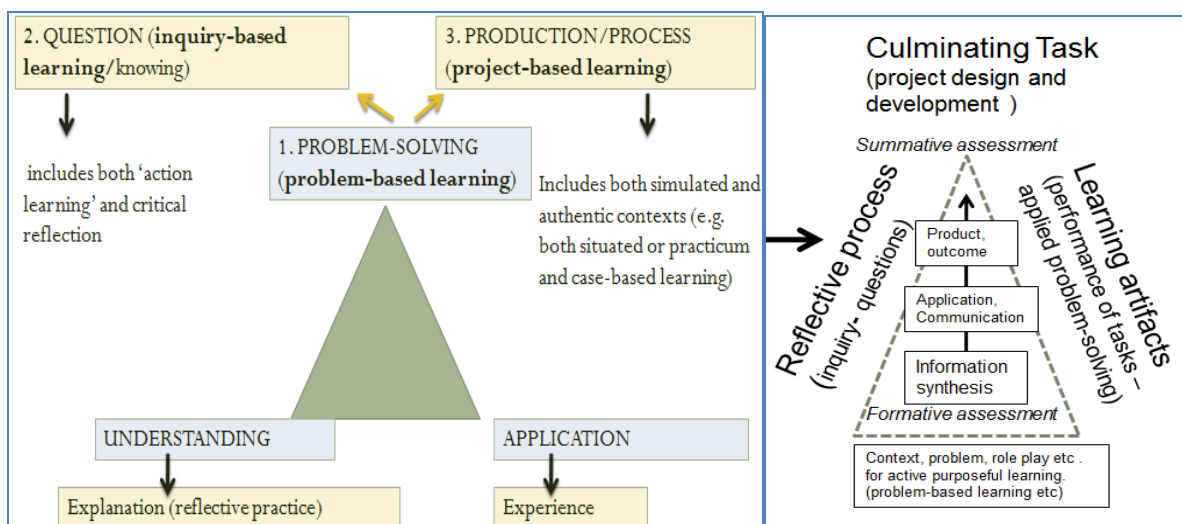 2. QUESTION (inquiry-based
learning/knowing)
3. PRODUCTION/PROCESS
(project-based learning)
1. PROBLEM-SOLVING
(problem-based learning)
includes both ‘action
learning’ and critical
reflection
Includes both simulated and
authentic contexts (e.g.
both situated or practicum
and case-based learning)
UNDERSTANDING
APPLICATION
Explanation (reflective practice)
Experience
Culminating Task
(project design and
development )
Summative assessment
Reflective process
(inquiry- questions)
Product,
outcome
Application,
Communication
Information
synthesis
Formative assessment
Learning artifacts
(performance of tasks –
applied problem-solving)
Context, problem, role play etc .
for active purposeful learning.
(problem-based learning etc)